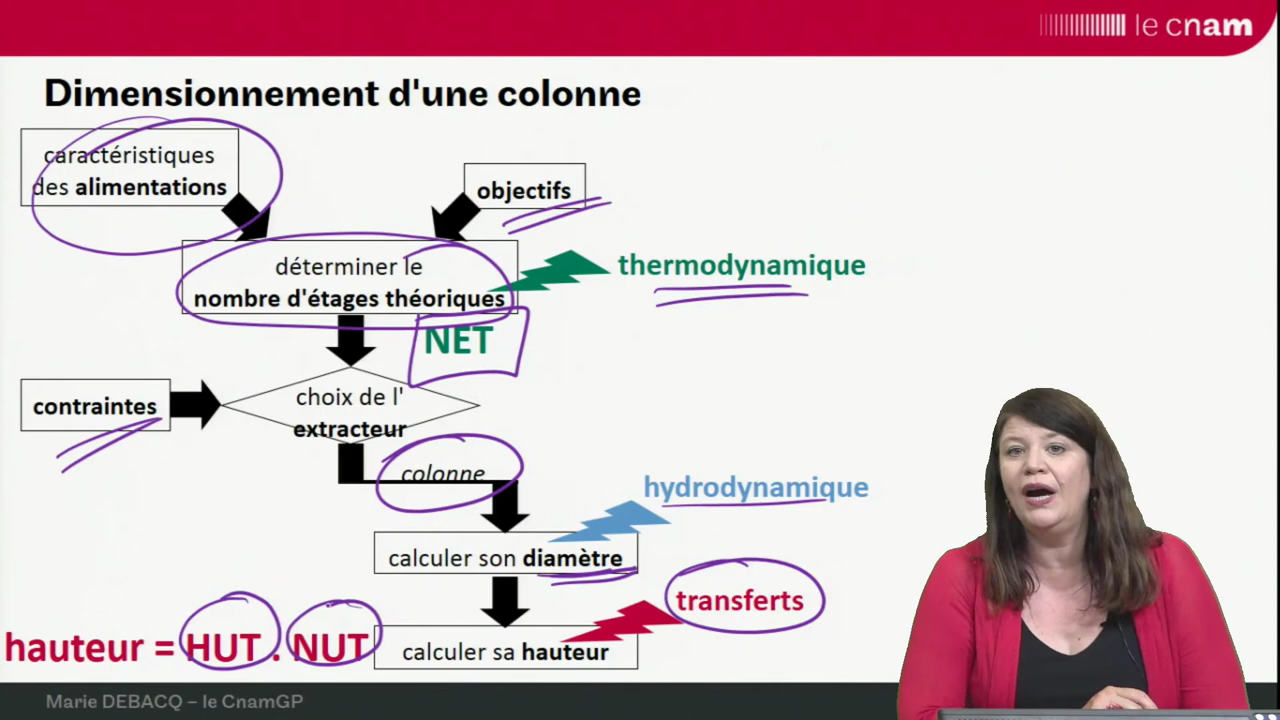 le cnam
Dimensionnement d'une colonne
caractéristiques
des alimentations
objectifs
déterminer le
nombre d'étages théoriques
thermodynamique
NET
contraintes
choix de l'
extracteur
colonne
hydrodynamique
calculer son diamètre
transferts
hauteur = HUT . NUT
calculer sa hauteur
Marie DEBACQ – le CnamGP